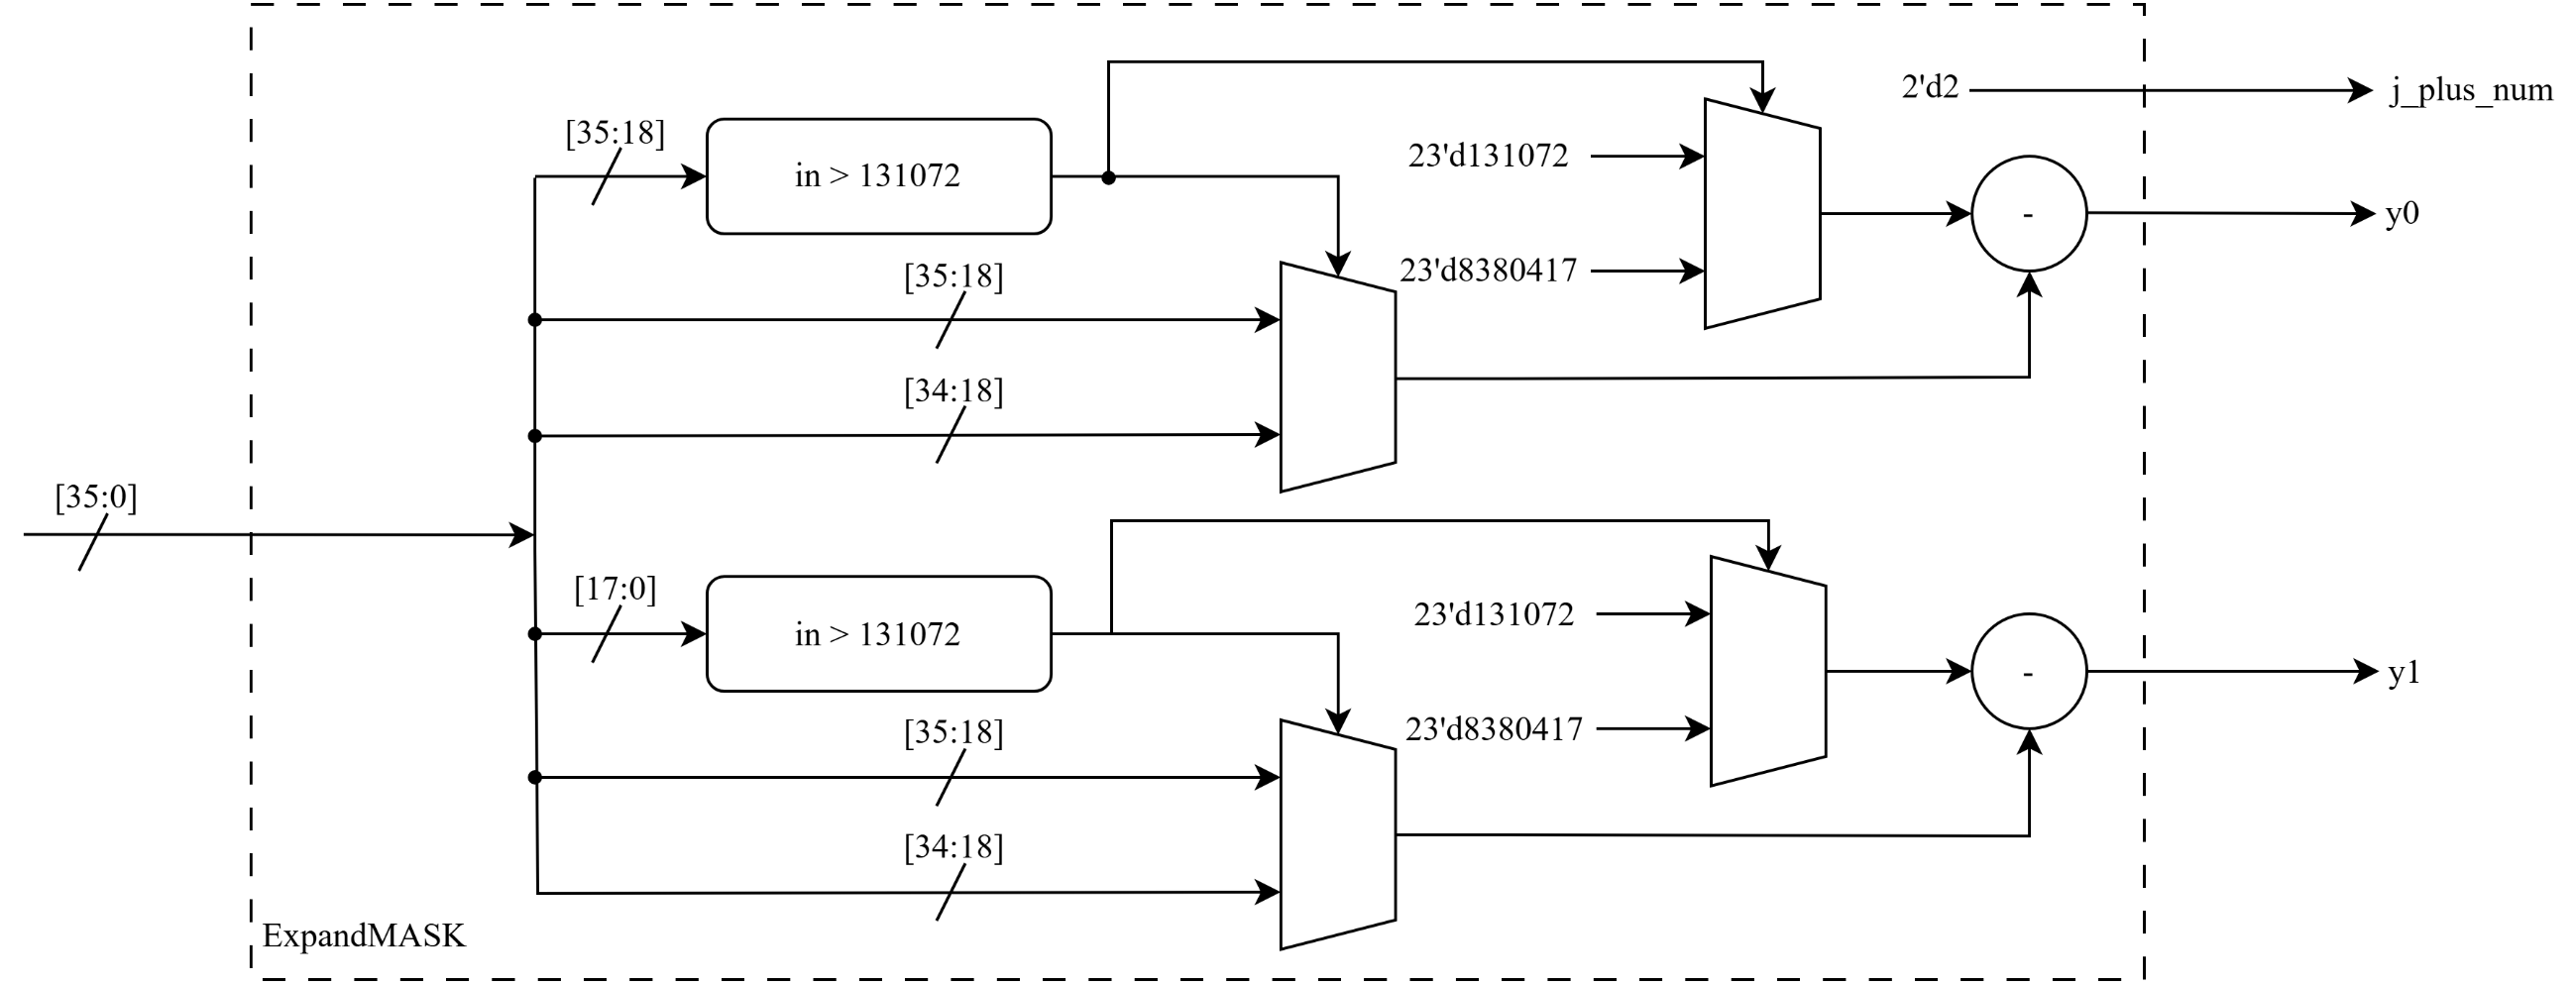 2'd2
j_plus_num
[35:18]
in > 131072
23'd131072
-
y0
[35:18]
23'd8380417
[34:18]
[35:0]
[17:0]
in > 131072
23'd131072
-
y1
[35:18]
23'd8380417
[34:18]
ExpandMASK